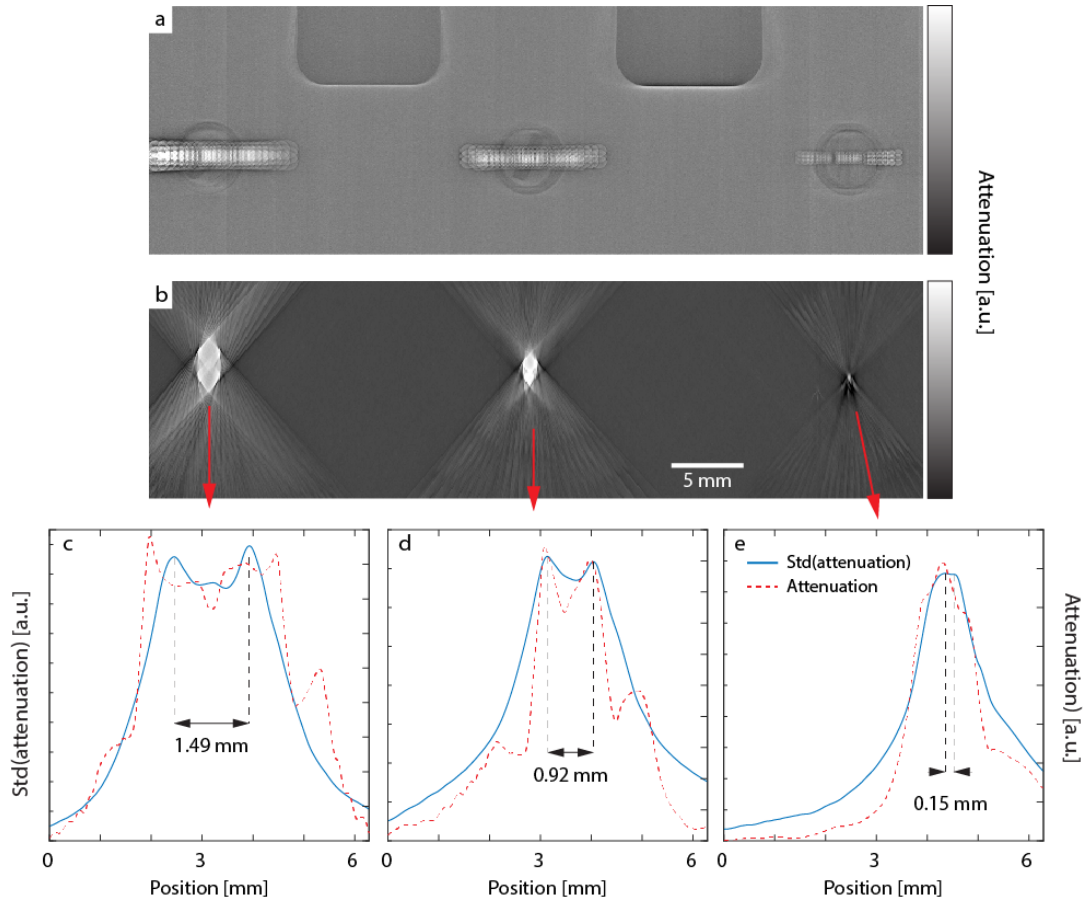 a
Attenuation [a.u.]
b
5 mm
c
1.49 mm
Std(attenuation) [a.u.]
0
3
6
Position [mm]
d
0.92 mm
0
3
6
Position [mm]
e
Std(attenuation)
Attenuation
0.15 mm
Attenuation) [a.u.]
0
3
6
Position [mm]